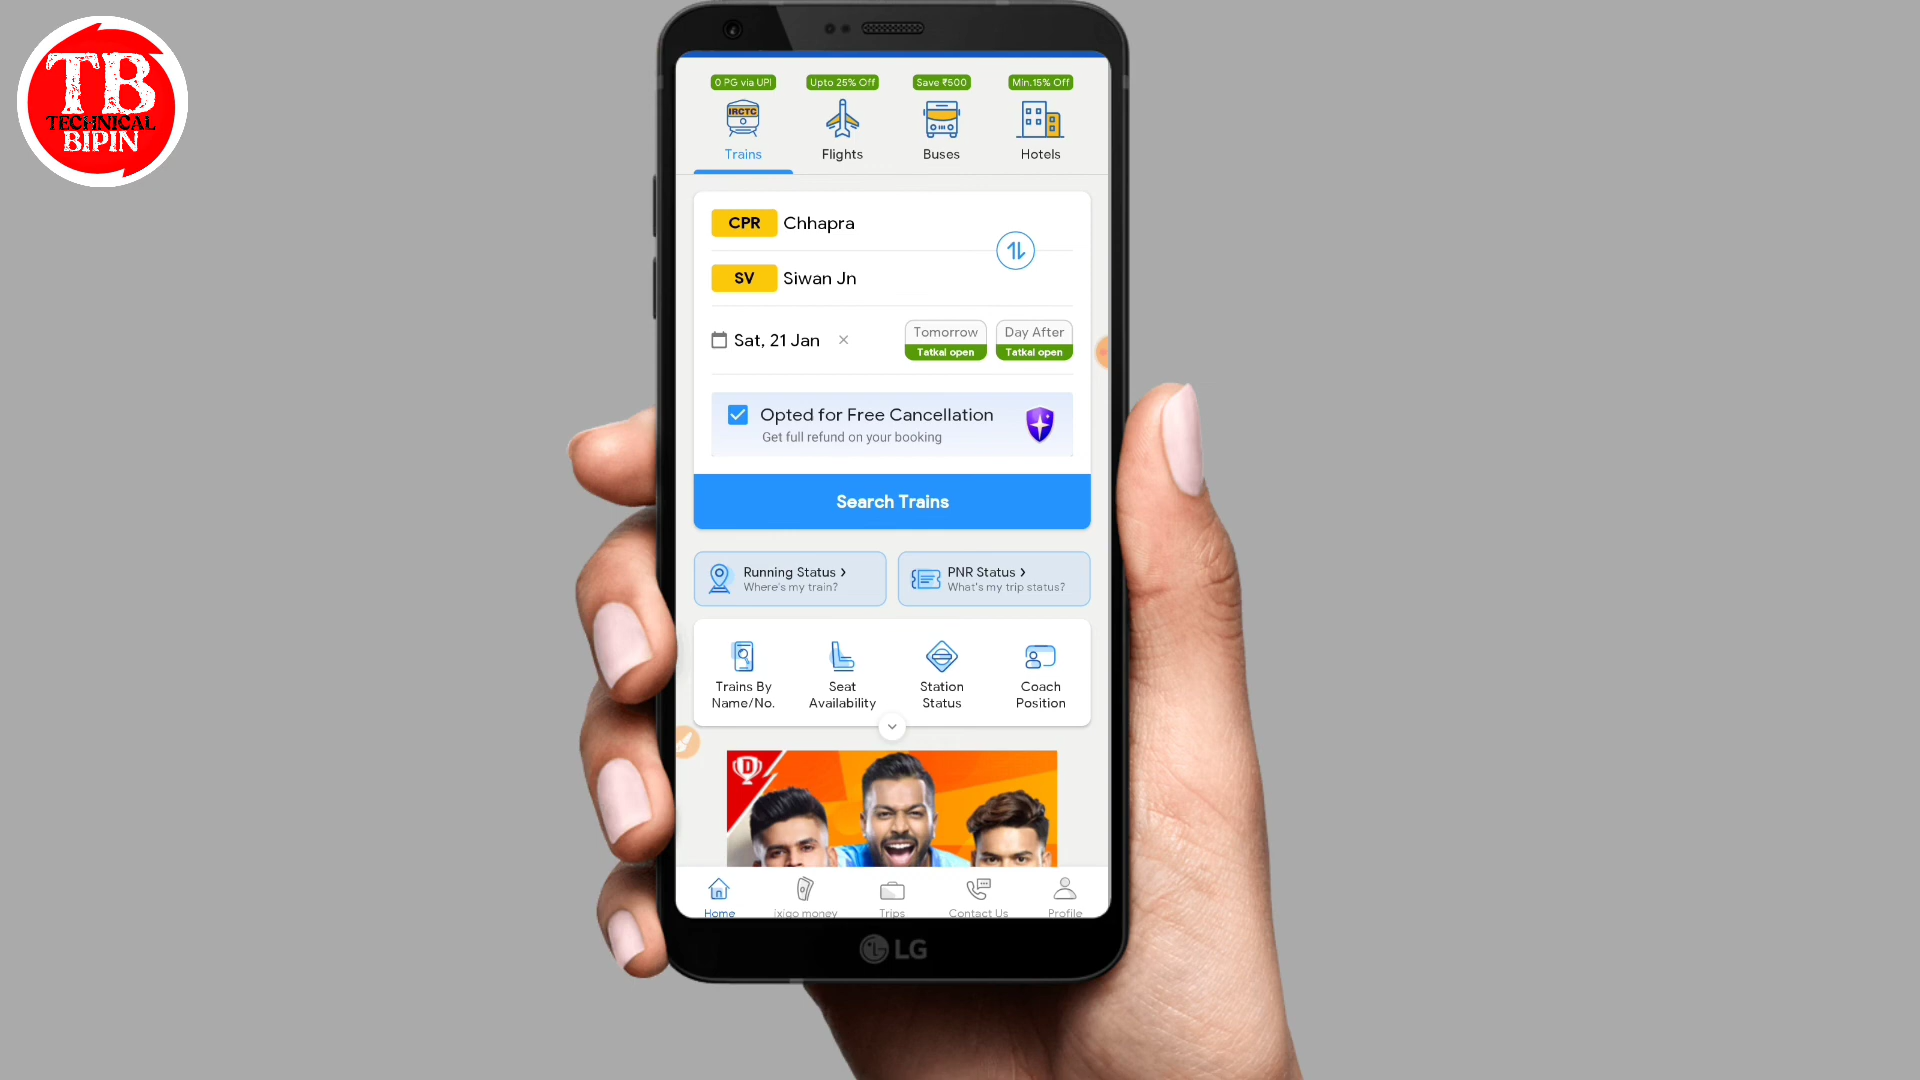 TB
TECHNICAL
BIPIN
0 PG via UPI
Upto 25% Off
Save ₹500
Min.15% Off
IRCTC
Trains
Flights
Buses
Hotels
CPR Chhapra
SV Siwan Jn
Sat, 21 Jan
Tomorrow
Tatkal open
Day After
Tatkal open
Opted for Free Cancellation
Get full refund on your booking
Search Trains
Running Status
Where's my train?
PNR Status
What's my trip status?
Trains By
Name/No.
Seat
Availability
Station
Status
Coach
Position
D
Home
ixigo money
Trips
Contact Us
Profile
LG